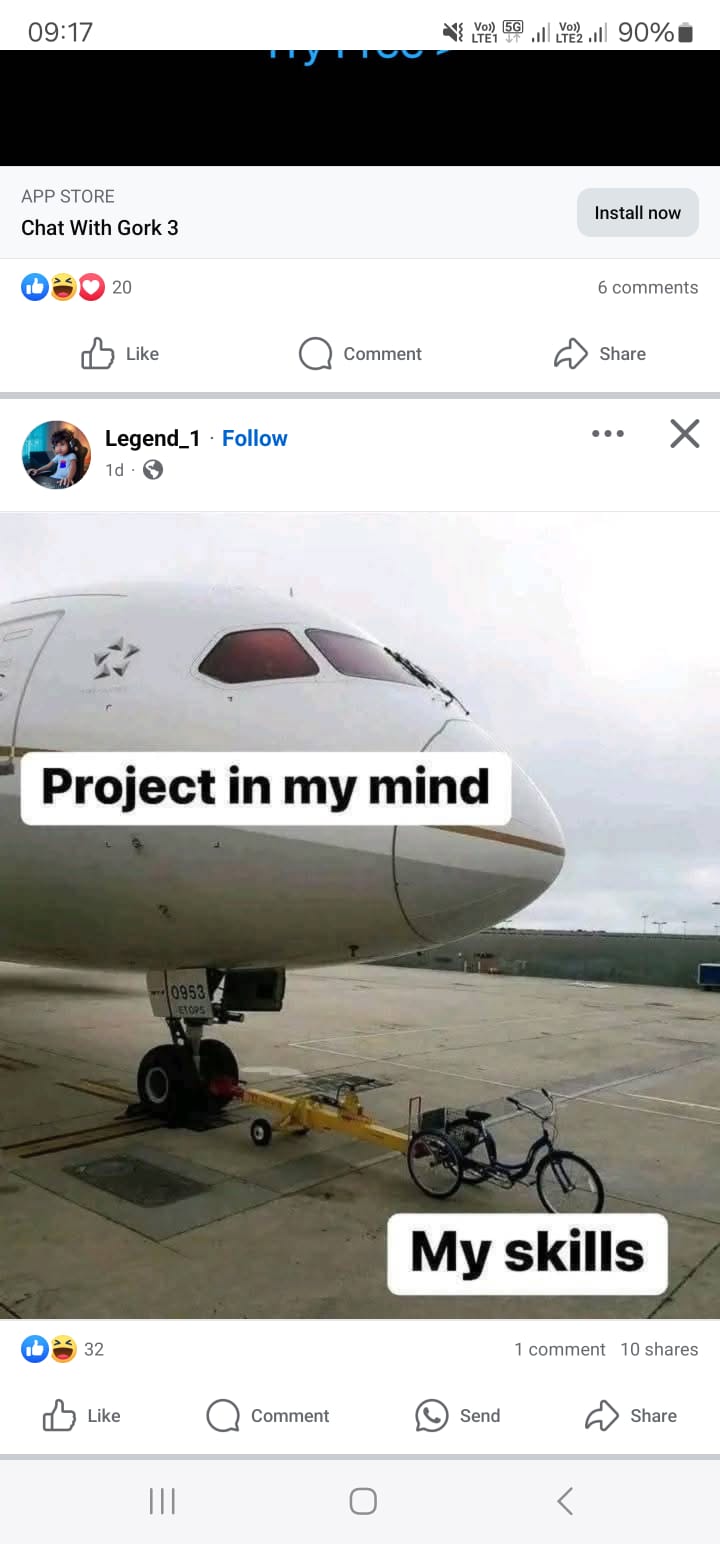 09:17
Vo)) LTE1 5G Vo)) LTE2 90%
APP STORE
Chat With Gork 3
Install now
20
6 comments
Like Comment Share
Legend_1 · Follow
1d ·
Project in my mind
0953
ETOPS
My skills
32
1 comment 10 shares
Like Comment Send Share